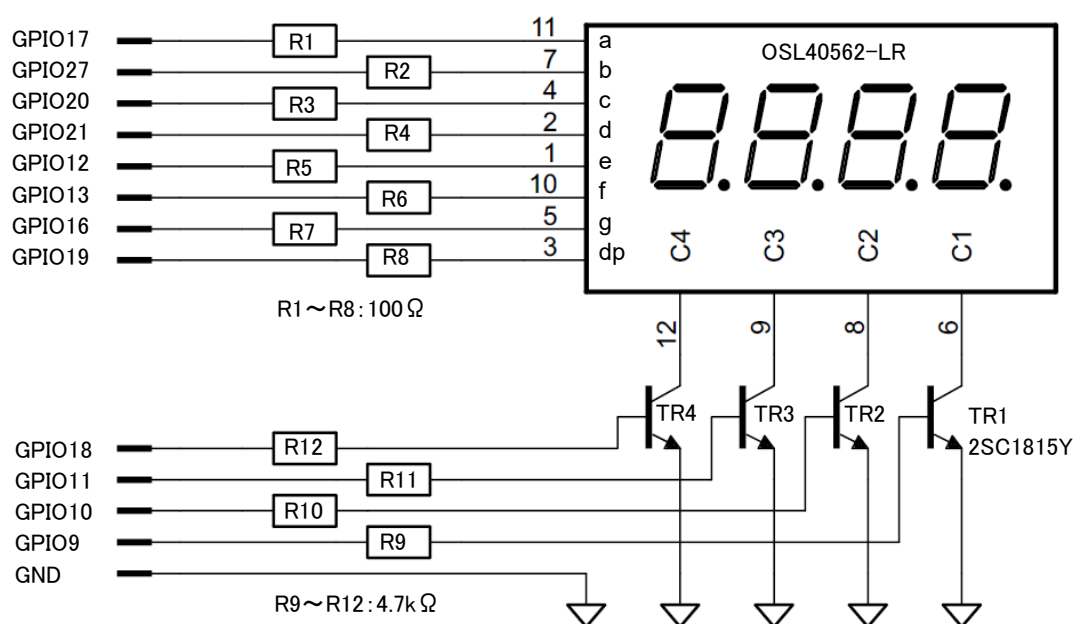 GPIO17 R1 11 a
OSL40562-LR
GPIO27 R2 7 b
GPIO20 R3 4 c
GPIO21 R4 2 d
GPIO12 R5 1 e
GPIO13 R6 10 f
GPIO16 R7 5 g
GPIO19 R8 3 dp
C4 C3 C2 C1
R1～R8:100Ω
12 9 8 6
TR4 TR3 TR2 TR1
2SC1815Y
GPIO18 R12
GPIO11 R11
GPIO10 R10
GPIO9 R9
GND
R9～R12:4.7kΩ